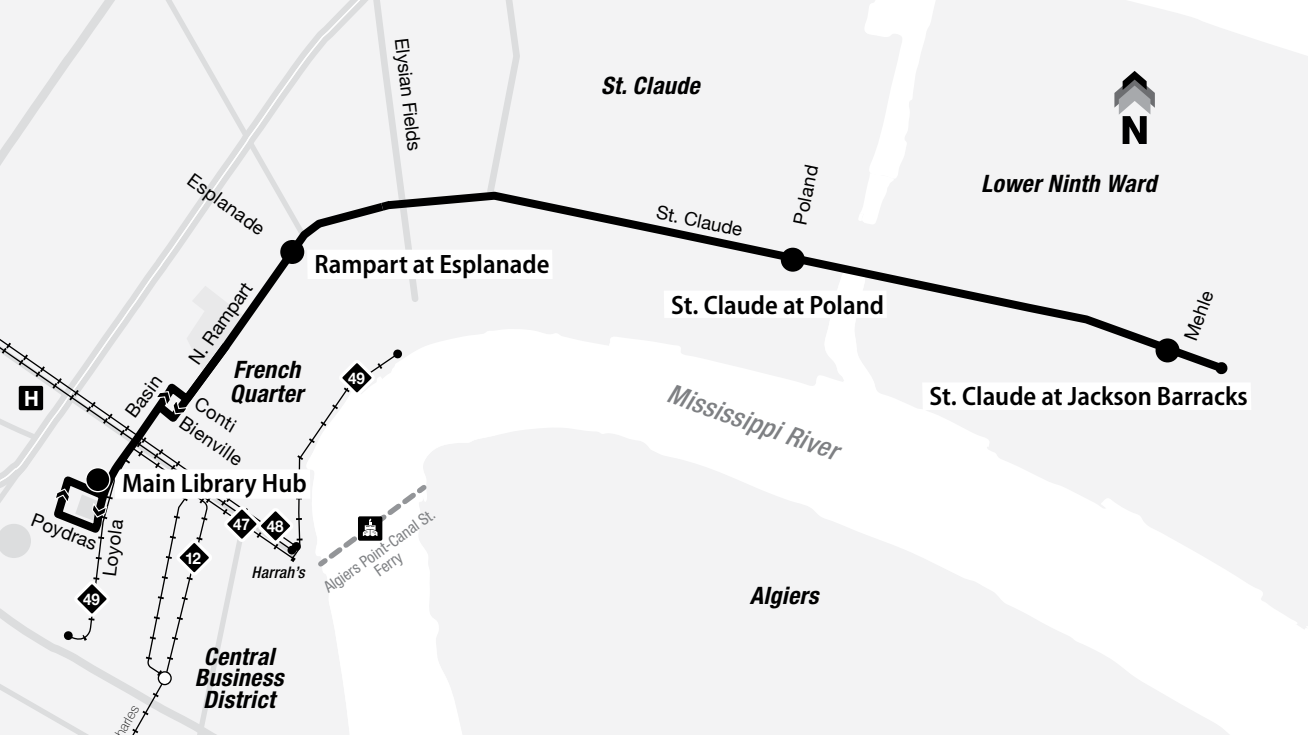 Elysian Fields
St. Claude
N
Lower Ninth Ward
Poland
Esplanade
St. Claude
Rampart at Esplanade
St. Claude at Poland
N. Rampart
Mehle
French
Quarter
49
H
Basin
Conti
Bienville
St. Claude at Jackson Barracks
Mississippi River
Main Library Hub
Poydras
Loyola
47
48
12
Harrah's
Algiers Point-Canal St.
Ferry
49
Algiers
Central
Business
District
harles